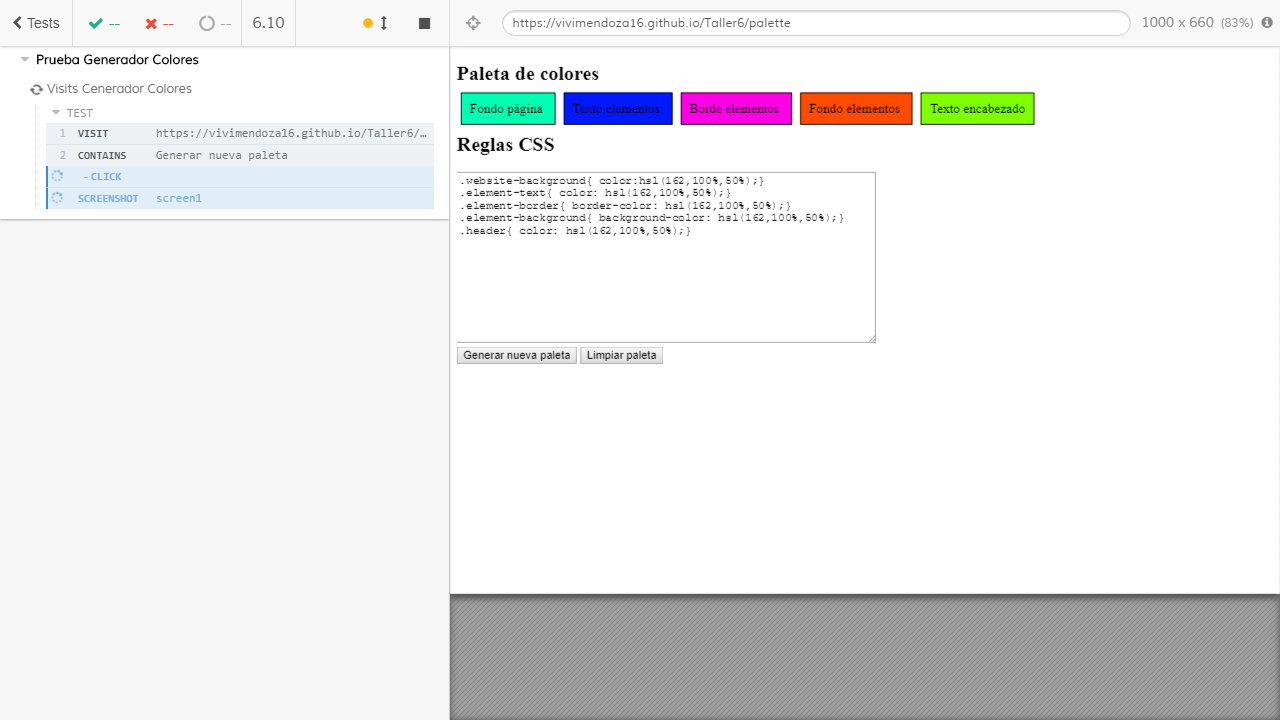 Tests
--
--
--
6.10
https://vivimendoza16.github.io/Taller6/palette
1000 x 660 (83%)
Prueba Generador Colores
Visits Cenerador Colores
TEST
1 VISIT https://vivimendoza16.github.io/Taller6/…
2 CONTAINS Generar nueva paleta
-CLICK
SCREENSHOT screen1
Paleta de colores
Fondo página
Texto elementos
Borde elementos
Fondo elementos
Texto encabezado
Reglas CSS
.website-background{ color:hsl(162,100%,50%);}
.element-text{ color: hsl(162,100%,50%);}
.element-border{ border-color: hsl(162,100%,50%);}
.element-background{ background-color: hsl(162,100%,50%);}
.header{ color: hsl(162,100%,50%);}
Generar nueva paleta
Limpiar paleta